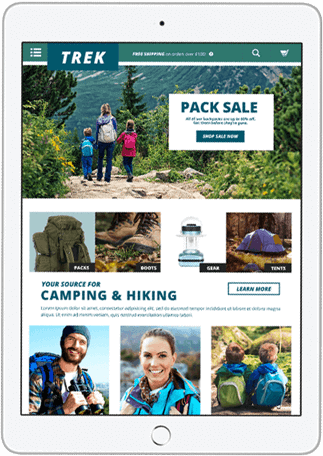 TREK
FREE SHIPPING on orders over $100
PACK SALE
All of our backpacks are up to 60% off.
Get them before they're gone.
SHOP SALE NOW
PACKS
BOOTS
GEAR
TENTS
YOUR SOURCE FOR
CAMPING & HIKING
LEARN MORE
Lorem ipsum dolor sit amet, consectetur adipiscing elit, sed do eiusmod tempor incididunt ut labore et dolore magna
aliqua. Ut enim ad minim veniam, quis nostrud exercitation ullamco laboris